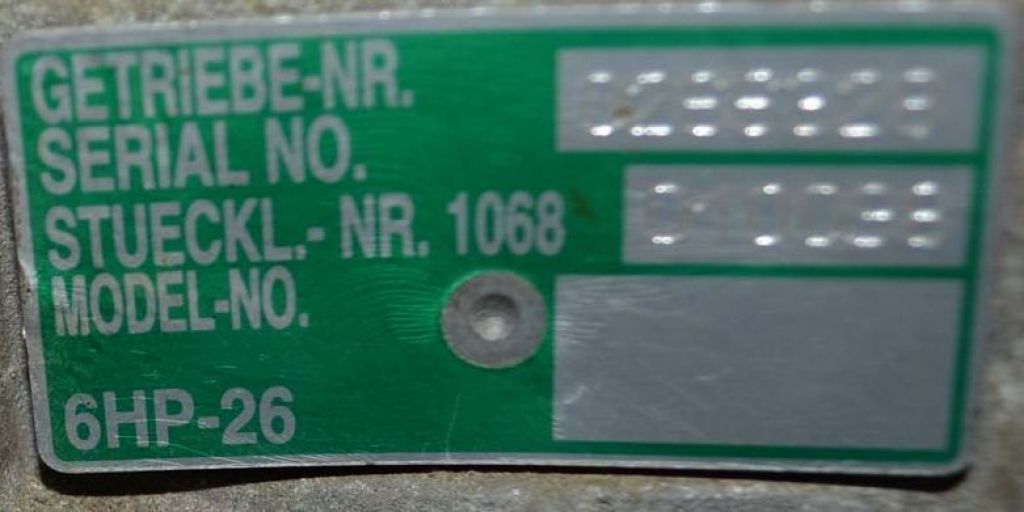 GETRIEBE-NR.
SERIAL NO.
STUECKL.- NR. 1068
MODEL-NO.
6HP-26